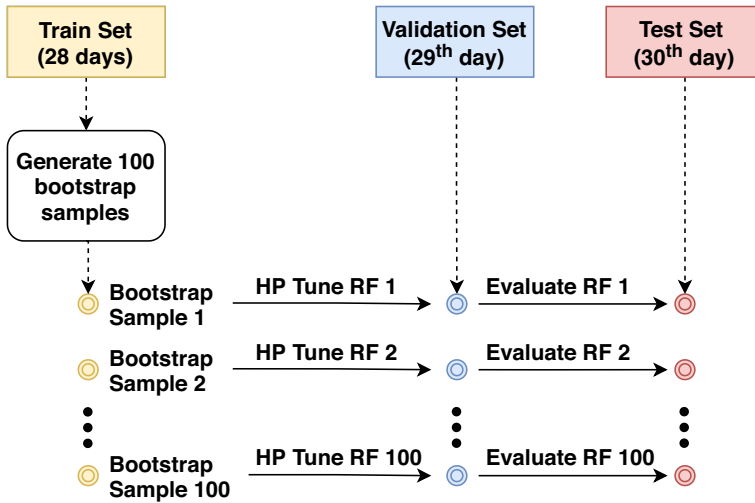 Train Set
(28 days)
Validation Set
(29th day)
Test Set
(30th day)
Generate 100
bootstrap
samples
Bootstrap
Sample 1
HP Tune RF 1
Evaluate RF 1
Bootstrap
Sample 2
HP Tune RF 2
Evaluate RF 2
Bootstrap
Sample 100
HP Tune RF 100
Evaluate RF 100